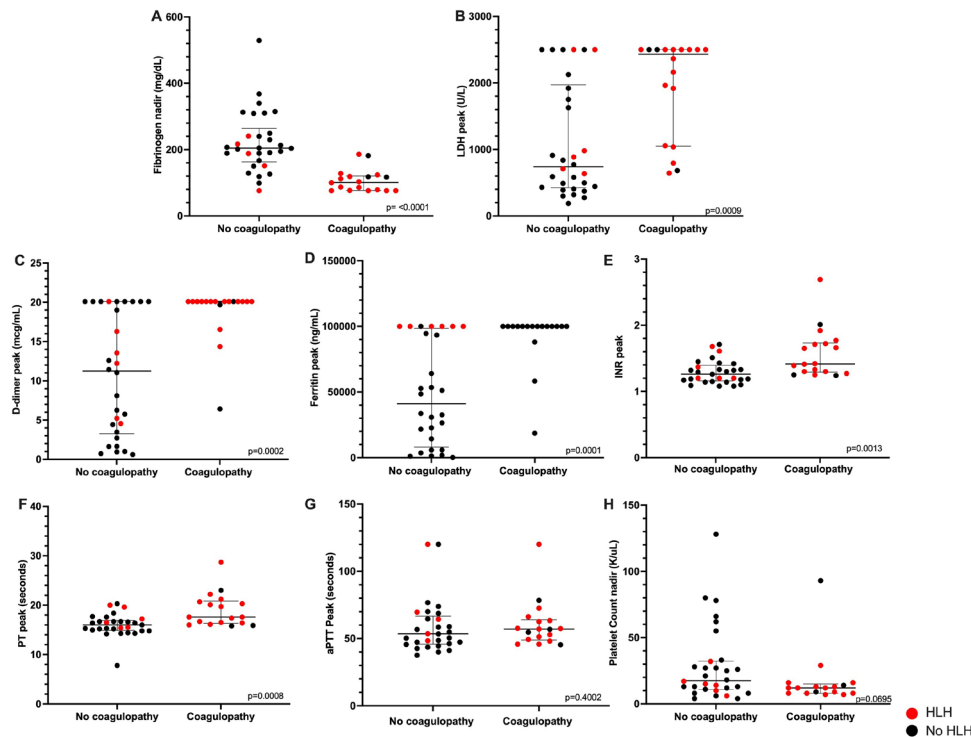 A
Fibrinogen nadir (mg/dL)
600
400
200
0
No coagulopathy
Coagulopathy
p= <0.0001
B
LDH peak (U/L)
3000
2000
1000
0
No coagulopathy
Coagulopathy
p=0.0009
C
D-dimer peak (mcg/mL)
25
20
15
10
5
0
No coagulopathy
Coagulopathy
p=0.0002
D
Ferritin peak (ng/mL)
150000
100000
50000
0
No coagulopathy
Coagulopathy
p=0.0001
E
INR peak
3
2
1
0
No coagulopathy
Coagulopathy
p=0.0013
F
PT peak (seconds)
40
30
20
10
0
No coagulopathy
Coagulopathy
p=0.0008
G
aPTT Peak (seconds)
150
100
50
0
No coagulopathy
Coagulopathy
p=0.4002
H
Platelet Count nadir (K/uL)
150
100
50
0
No coagulopathy
Coagulopathy
p=0.0695
HLH
No HLH